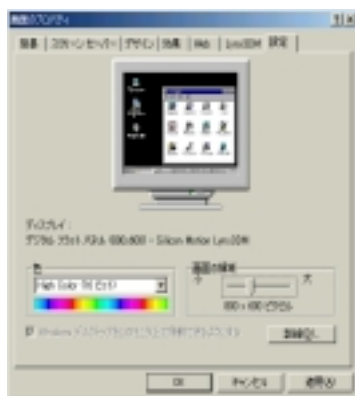 画面のプロパティ
背景 スクリーン セーバー デザイン 効果 Web Lynx3DM 設定
ディスプレイ:
デジタル フラット パネル (800x600) - Silicon Motion Lynx3DM
色
High Color (16 ビット)
画面の領域
小 大
800 x 600 ピクセル
Windows
詳細(D)...
OK キャンセル 適用(A)